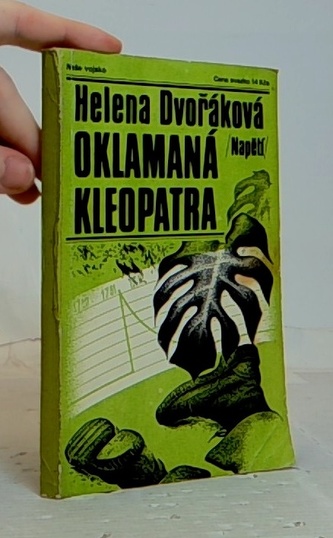 Naše vojsko
Cena svazku 14 Kčs
Helena Dvořáková
OKLAMANÁ /Napětí/
KLEOPATRA